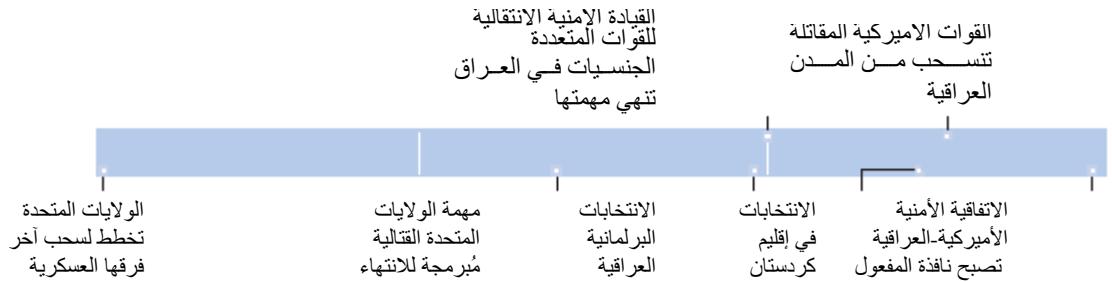 القوات الاميركية المقاتلة
تنسحب من المدن
العراقية
القيادة الامنية الانتقالية
للقوات المتعددة
الجنسيات في العراق
تنهي مهمتها
الاتفاقية الأمنية
الأميركية-العراقية
تصبح نافذة المفعول
الانتخابات
في إقليم
كردستان
الانتخابات
البرلمانية
العراقية
مهمة الولايات
المتحدة القتالية
مُبرمجة للانتهاء
الولايات المتحدة
تخطط لسحب آخر
فرقها العسكرية